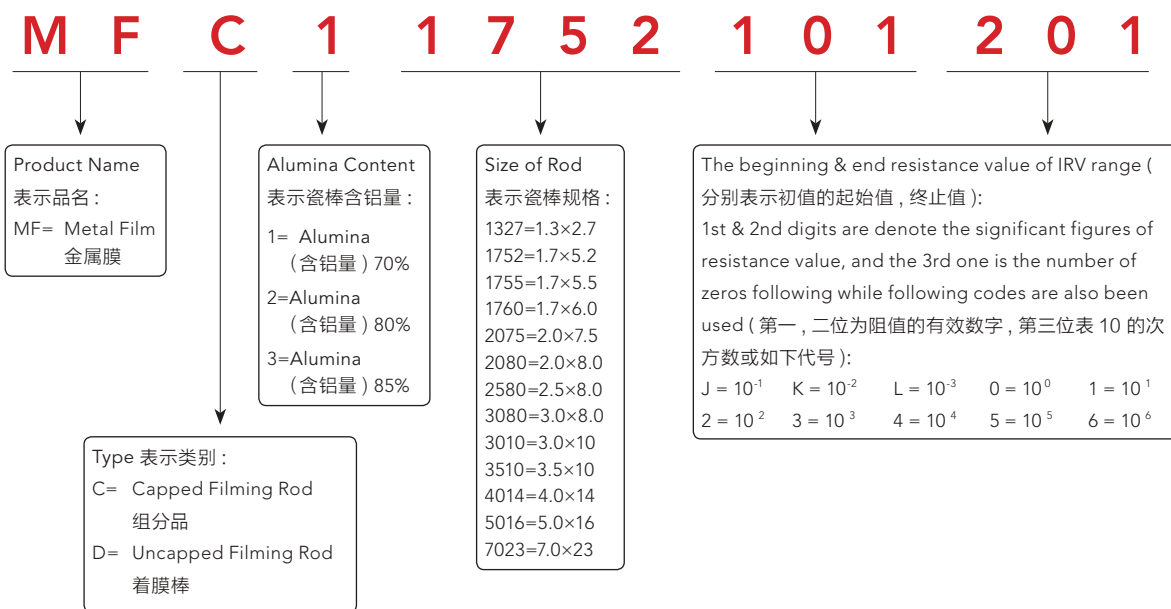 M F C 1 1 7 5 2 1 0 1 2 0 1
Product Name
表示品名 :
MF= Metal Film
金属膜
Type 表示类别 :
C= Capped Filming Rod
组分品
D= Uncapped Filming Rod
着膜棒
Alumina Content
表示瓷棒含铝量 :
1= Alumina
( 含铝量 ) 70%
2=Alumina
( 含铝量 ) 80%
3=Alumina
( 含铝量 ) 85%
Size of Rod
表示瓷棒规格 :
1327=1.3×2.7
1752=1.7×5.2
1755=1.7×5.5
1760=1.7×6.0
2075=2.0×7.5
2080=2.0×8.0
2580=2.5×8.0
3080=3.0×8.0
3010=3.0×10
3510=3.5×10
4014=4.0×14
5016=5.0×16
7023=7.0×23
The beginning & end resistance value of IRV range (
分别表示初值的起始值 , 终止值 ):
1st & 2nd digits are denote the significant figures of
resistance value, and the 3rd one is the number of
zeros following while following codes are also been
used ( 第一 , 二位为阻值的有效数字 , 第三位表 10 的次
方数或如下代号 ):
J = 10⁻¹ K = 10⁻² L = 10⁻³ 0 = 10⁰ 1 = 10¹
2 = 10² 3 = 10³ 4 = 10⁴ 5 = 10⁵ 6 = 10⁶